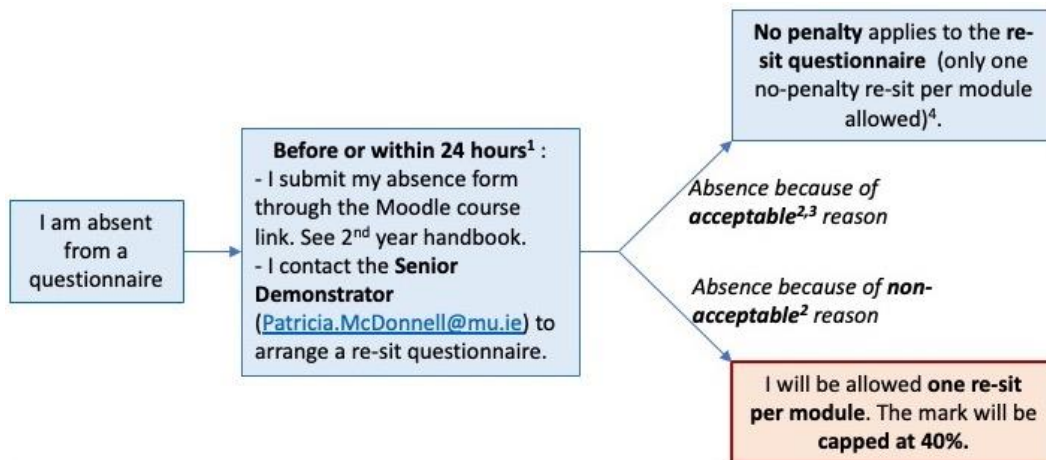 I am absent
from a
questionnaire
Before or within 24 hours¹ :
- I submit my absence form
through the Moodle course
link. See 2ⁿᵈ year handbook.
- I contact the Senior
Demonstrator
(Patricia.McDonnell@mu.ie) to
arrange a re-sit questionnaire.
No penalty applies to the re-
sit questionnaire (only one
no-penalty re-sit per module
allowed)⁴.
Absence because of
acceptable²,³ reason
Absence because of non-
acceptable² reason
I will be allowed one re-sit
per module. The mark will be
capped at 40%.